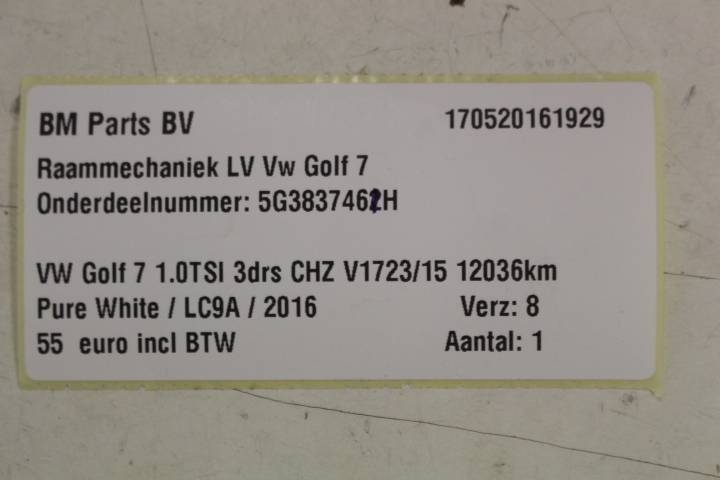 BM Parts BV 170520161929
Raammechaniek LV Vw Golf 7
Onderdeelnummer: 5G3837461H
VW Golf 7 1.0TSI 3drs CHZ V1723/15 12036km
Pure White / LC9A / 2016 Verz: 8
55 euro incl BTW Aantal: 1